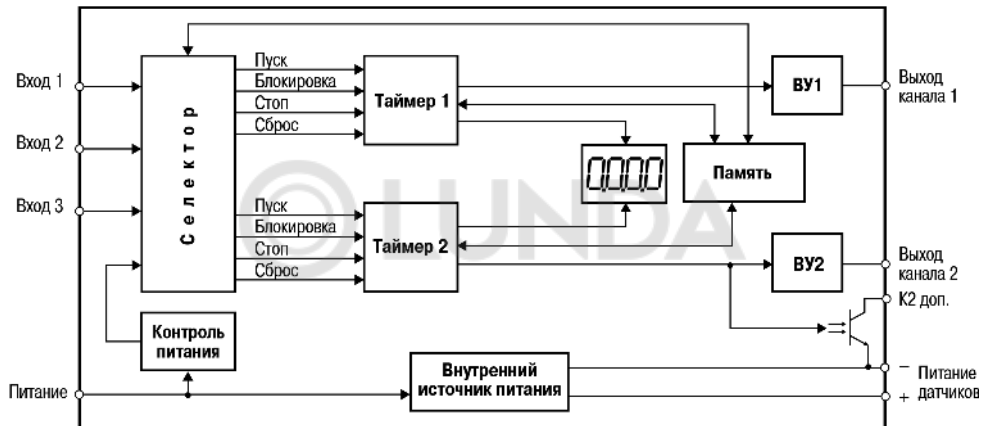 Вход 1
Вход 2
Вход 3
Питание
Селектор
Пуск
Блокировка
Стоп
Сброс
Таймер 1
Пуск
Блокировка
Стоп
Сброс
Таймер 2
0.0.0.0
Память
ВУ1
ВУ2
Выход
канала 1
Выход
канала 2
К2 доп.
Контроль
питания
Внутренний
источник питания
−
+
Питание
датчиков
LUNDA